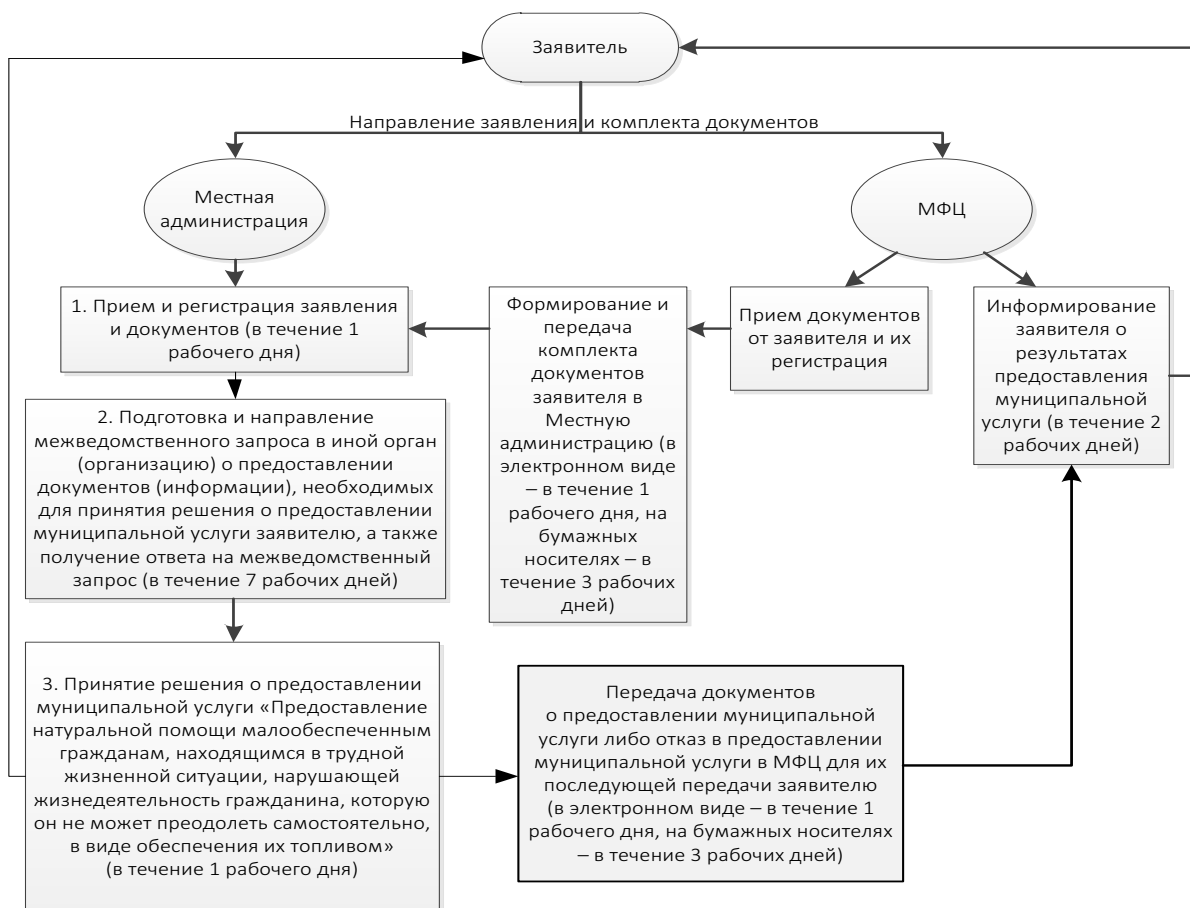 Заявитель
Направление заявления и комплекта документов
Местная
администрация
МФЦ
1. Прием и регистрация заявления
и документов (в течение 1
рабочего дня)
Формирование и
передача
комплекта
документов
заявителя в
Местную
администрацию (в
электронном виде
– в течение 1
рабочего дня, на
бумажных
носителях – в
течение 3 рабочих
дней)
Прием документов
от заявителя и их
регистрация
Информирование
заявителя о
результатах
предоставления
муниципальной
услуги (в течение 2
рабочих дней)
2. Подготовка и направление
межведомственного запроса в иной орган
(организацию) о предоставлении
документов (информации), необходимых
для принятия решения о предоставлении
муниципальной услуги заявителю, а также
получение ответа на межведомственный
запрос (в течение 7 рабочих дней)
3. Принятие решения о предоставлении
муниципальной услуги «Предоставление
натуральной помощи малообеспеченным
гражданам, находящимся в трудной
жизненной ситуации, нарушающей
жизнедеятельность гражданина, которую
он не может преодолеть самостоятельно,
в виде обеспечения их топливом»
(в течение 1 рабочего дня)
Передача документов
о предоставлении муниципальной
услуги либо отказ в предоставлении
муниципальной услуги в МФЦ для их
последующей передачи заявителю
(в электронном виде – в течение 1
рабочего дня, на бумажных носителях
– в течение 3 рабочих дней)